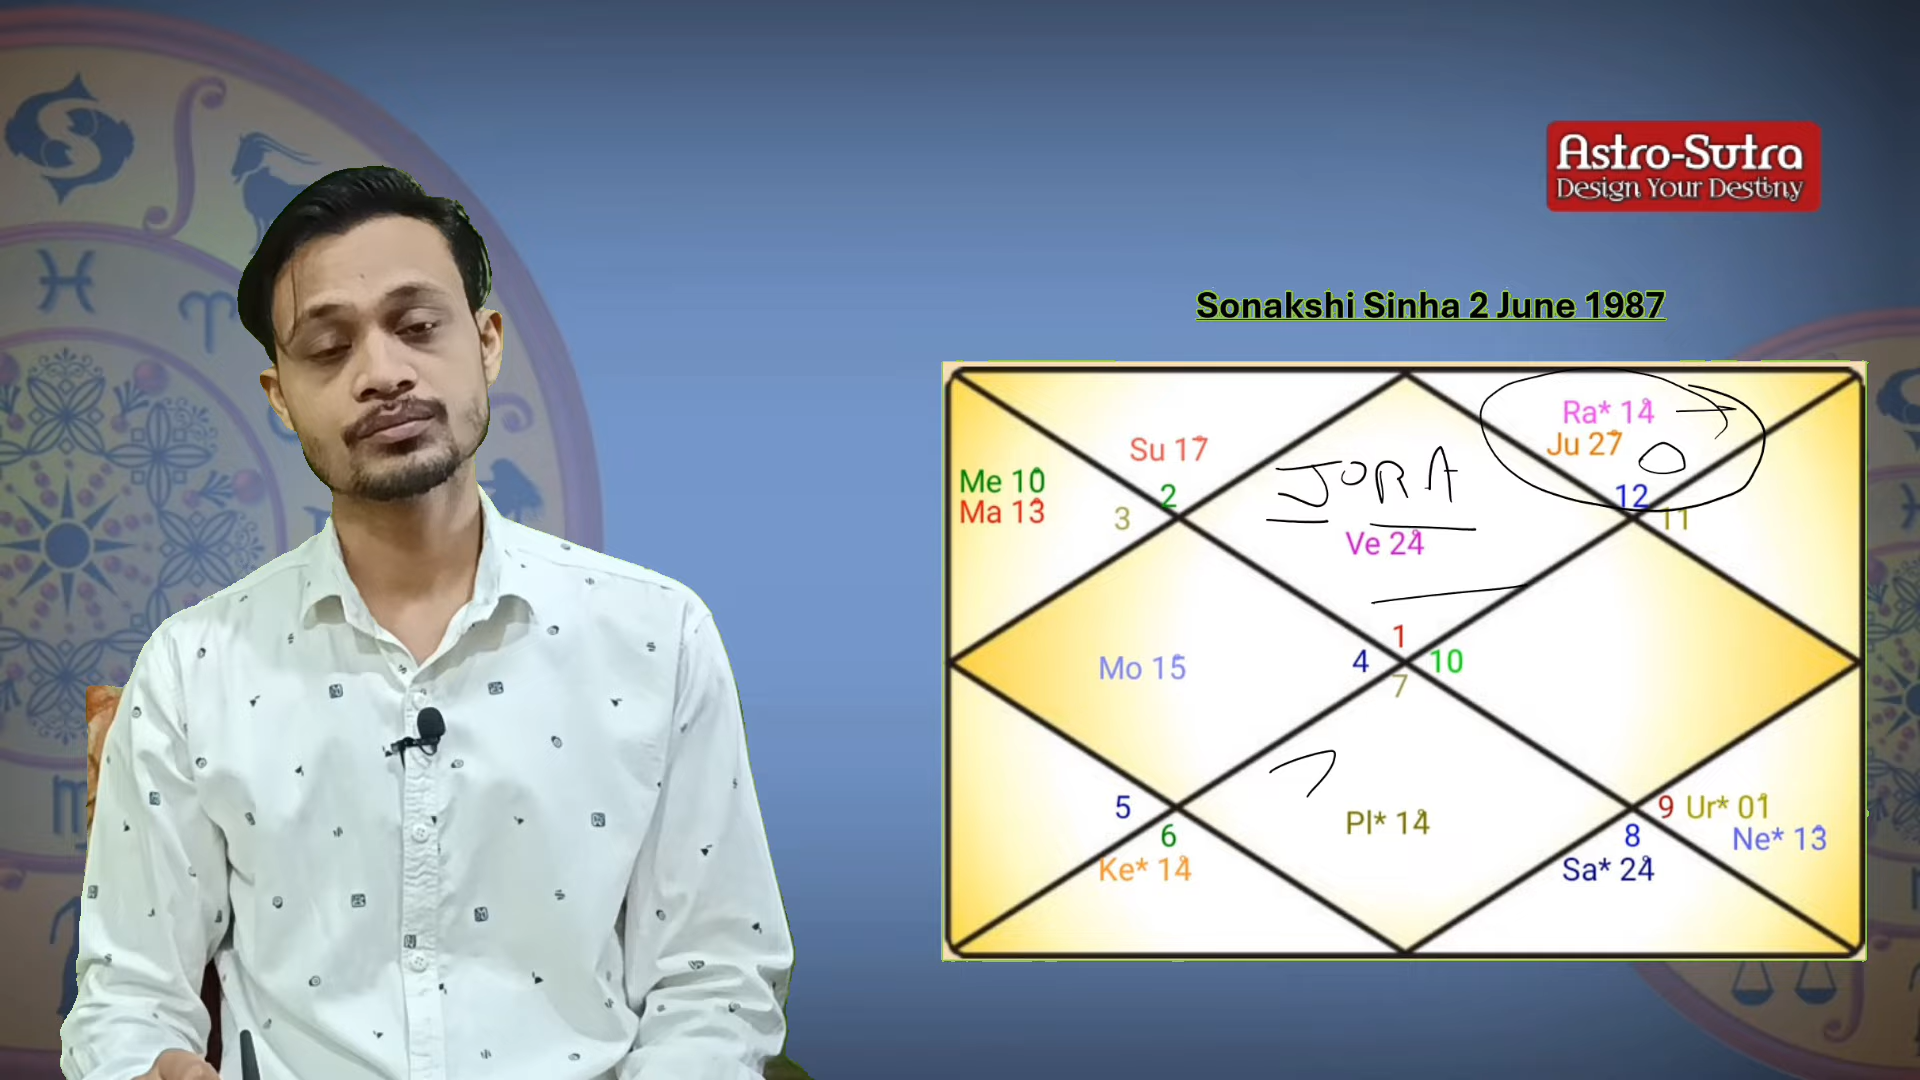 Astro-Sutra
Design Your Destiny
Sonakshi Sinha 2 June 1987
Ra* 14°
Ju 27°
Su 17°
JORA
Me 10°
Ma 13°
2
3
12
11
Ve 24°
1
Mo 15°
4
10
7
5
6
Ke* 14°
Pl* 14°
9
Ur* 01°
8
Ne* 13°
Sa* 24°